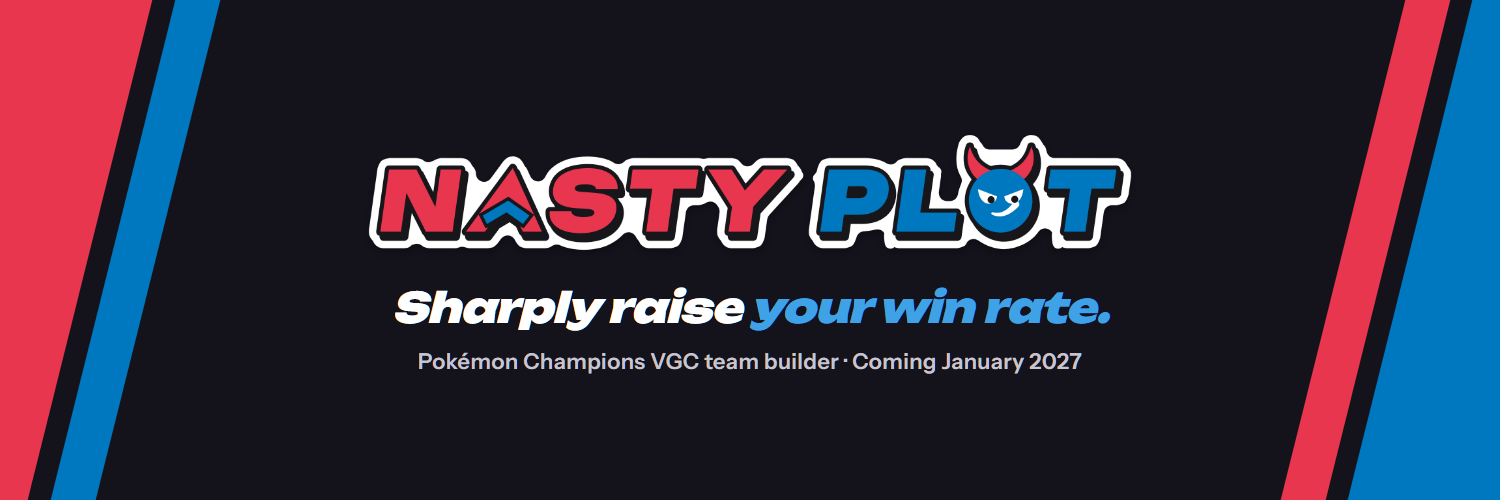 NASTY PLOT
Sharply raise your win rate.
Pokémon Champions VGC team builder · Coming January 2027